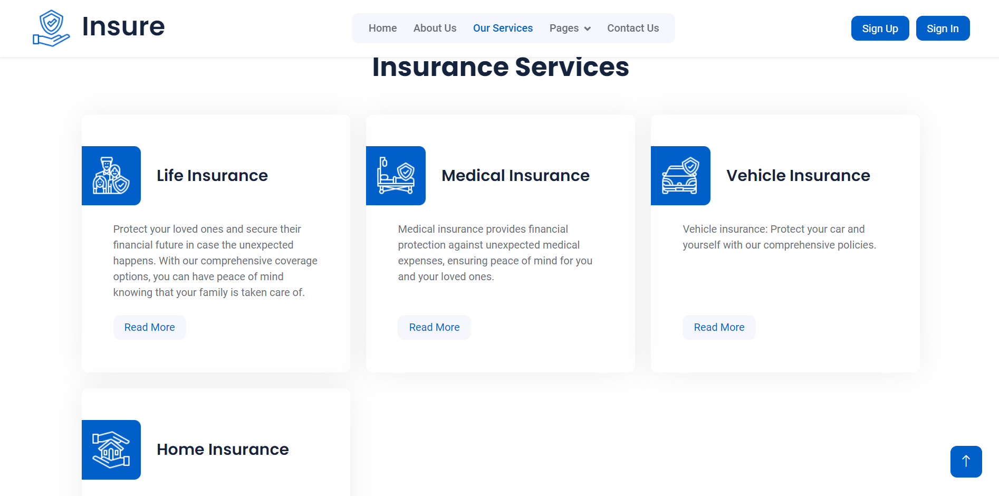 Insure
Home About Us Our Services Pages Contact Us
Sign Up Sign In
Insurance Services
Life Insurance
Protect your loved ones and secure their
financial future in case the unexpected
happens. With our comprehensive coverage
options, you can have peace of mind
knowing that your family is taken care of.
Read More
Medical Insurance
Medical insurance provides financial
protection against unexpected medical
expenses, ensuring peace of mind for you
and your loved ones.
Read More
Vehicle Insurance
Vehicle insurance: Protect your car and
yourself with our comprehensive policies.
Read More
Home Insurance